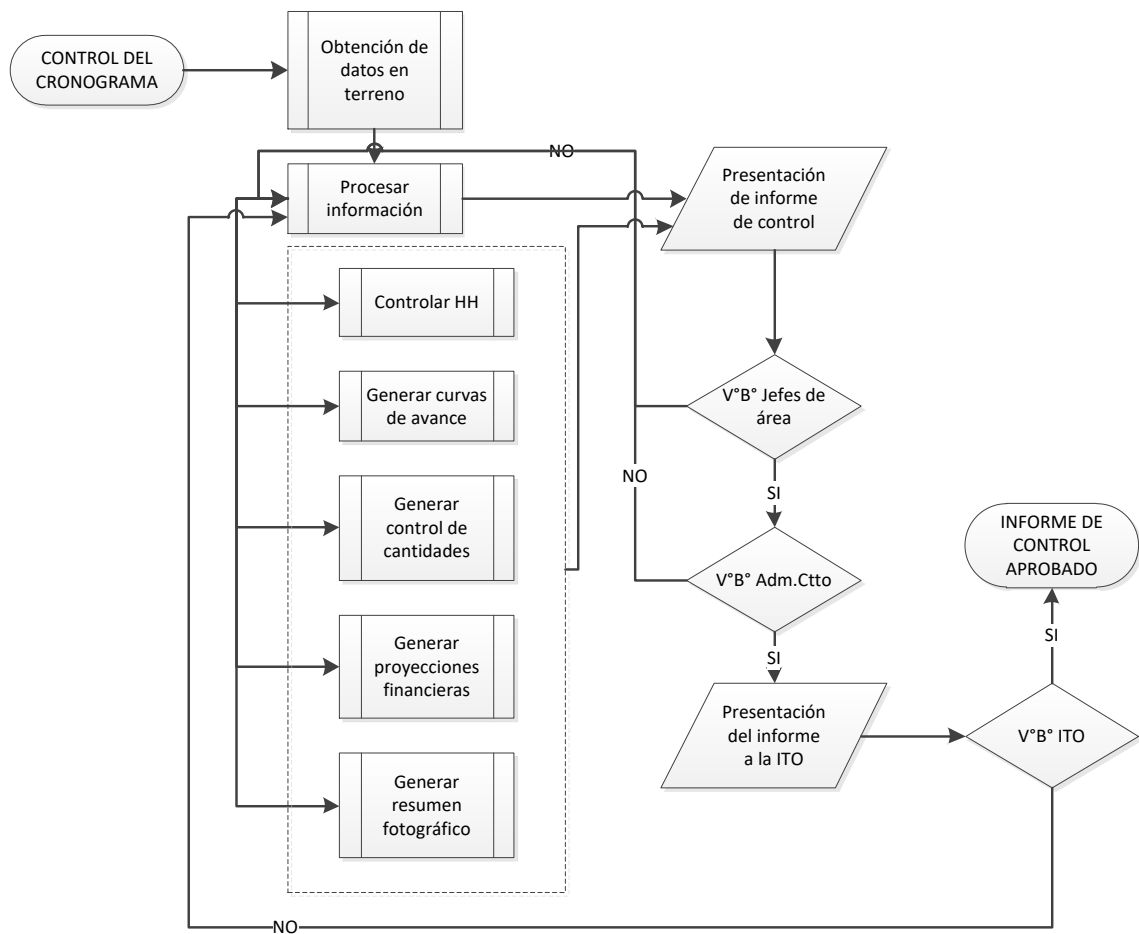 CONTROL DEL
CRONOGRAMA
Obtención de
datos en
terreno
NO
Procesar
información
Presentación
de informe
de control
Controlar HH
Generar curvas
de avance
V°B° Jefes de
área
NO
SI
Generar
control de
cantidades
V°B° Adm.Ctto
INFORME DE
CONTROL
APROBADO
SI
SI
Generar
proyecciones
financieras
Presentación
del informe
a la ITO
V°B° ITO
Generar
resumen
fotográfico
NO